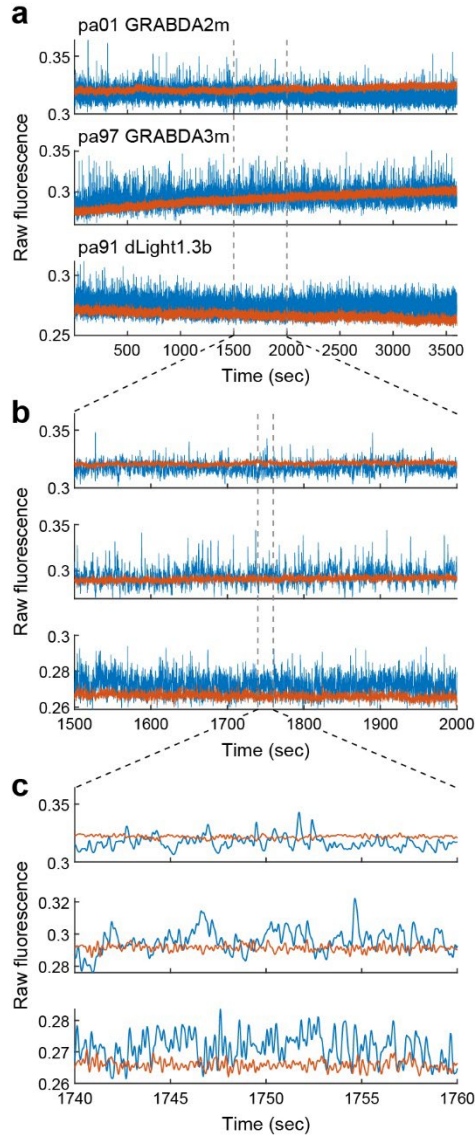 a
pa01 GRABDA2m
0.35
0.3
pa97 GRABDA3m
0.3
pa91 dLight1.3b
0.3
0.25
Raw fluorescence
500 1000 1500 2000 2500 3000 3500
Time (sec)
b
0.35
0.3
0.3
0.3
0.28
0.26
Raw fluorescence
1500 1600 1700 1800 1900 2000
Time (sec)
c
0.35
0.3
0.32
0.3
0.28
0.28
0.27
0.26
Raw fluorescence
1740 1745 1750 1755 1760
Time (sec)